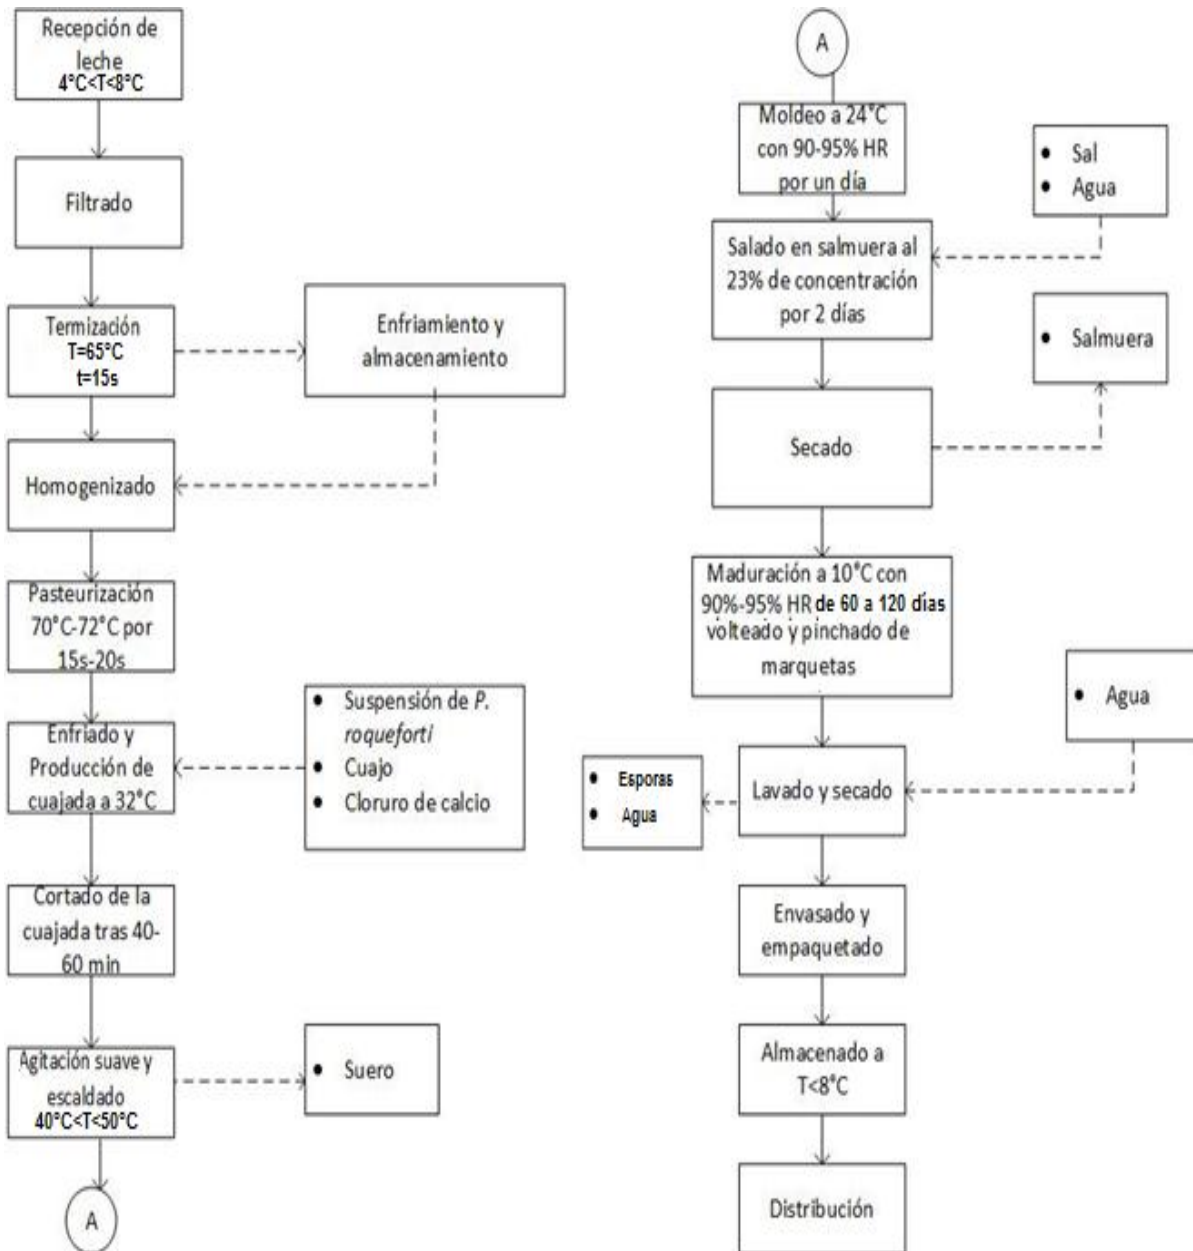 Recepción de
leche
4°C<T<8°C
Filtrado
Termización
T=65°C
t=15s
Enfriamiento y
almacenamiento
Homogenizado
Pasteurización
70°C-72°C por
15s-20s
Enfriado y
Producción de
cuajada a 32°C
• Suspensión de P.
roqueforti
• Cuajo
• Cloruro de calcio
Cortado de la
cuajada tras 40-
60 min
Agitación suave y
escaldado
40°C<T<50°C
• Suero
A
A
Moldeo a 24°C
con 90-95% HR
por un día
• Sal
• Agua
Salado en salmuera al
23% de concentración
por 2 días
• Salmuera
Secado
Maduración a 10°C con
90%-95% HR de 60 a 120 días
volteado y pinchado de
marquetas
• Agua
• Esporas
• Agua
Lavado y secado
Envasado y
empaquetado
Almacenado a
T<8°C
Distribución